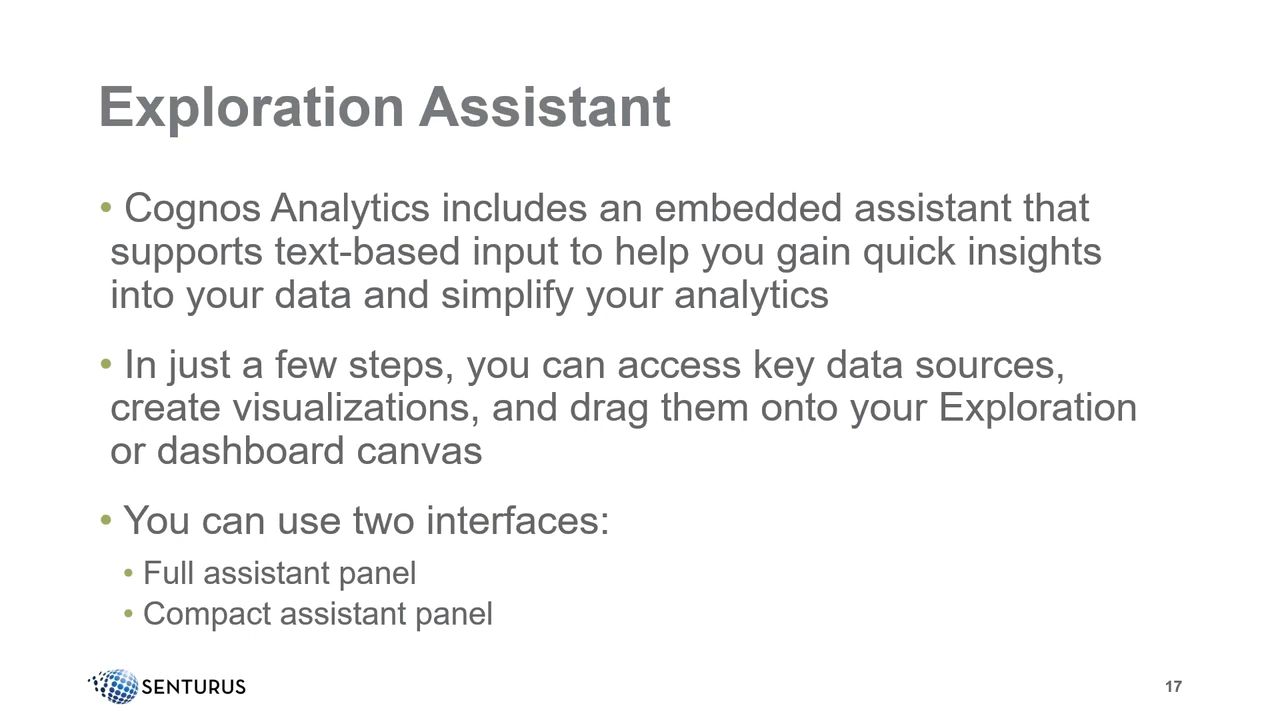 Exploration Assistant
• Cognos Analytics includes an embedded assistant that
supports text-based input to help you gain quick insights
into your data and simplify your analytics
• In just a few steps, you can access key data sources,
create visualizations, and drag them onto your Exploration
or dashboard canvas
• You can use two interfaces:
• Full assistant panel
• Compact assistant panel
SENTURUS
17